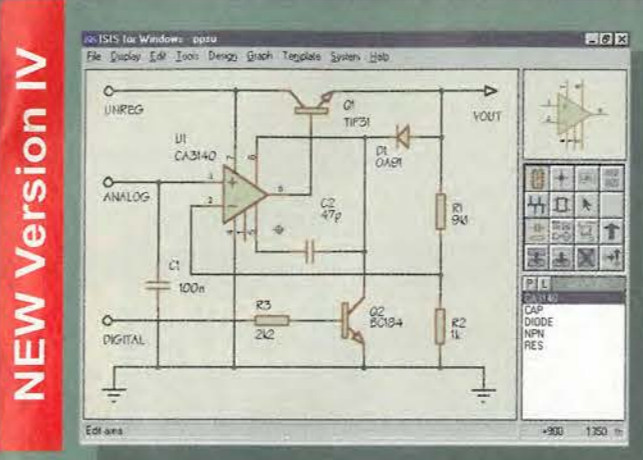 NEW Version IV
ISIS for Windows - ppsu
File Display Edit Tools Design Graph Template System Help
UNREG
Q1
TIP31
VOUT
U1
CA3140
D1
OA91
ANALOG
C2
47p
R1
9k0
C1
100n
R3
2k2
Q2
BC184
R2
1k
DIGITAL
P L
CA3140
CAP
DIODE
NPN
RES
Edit area
+900 1350 th